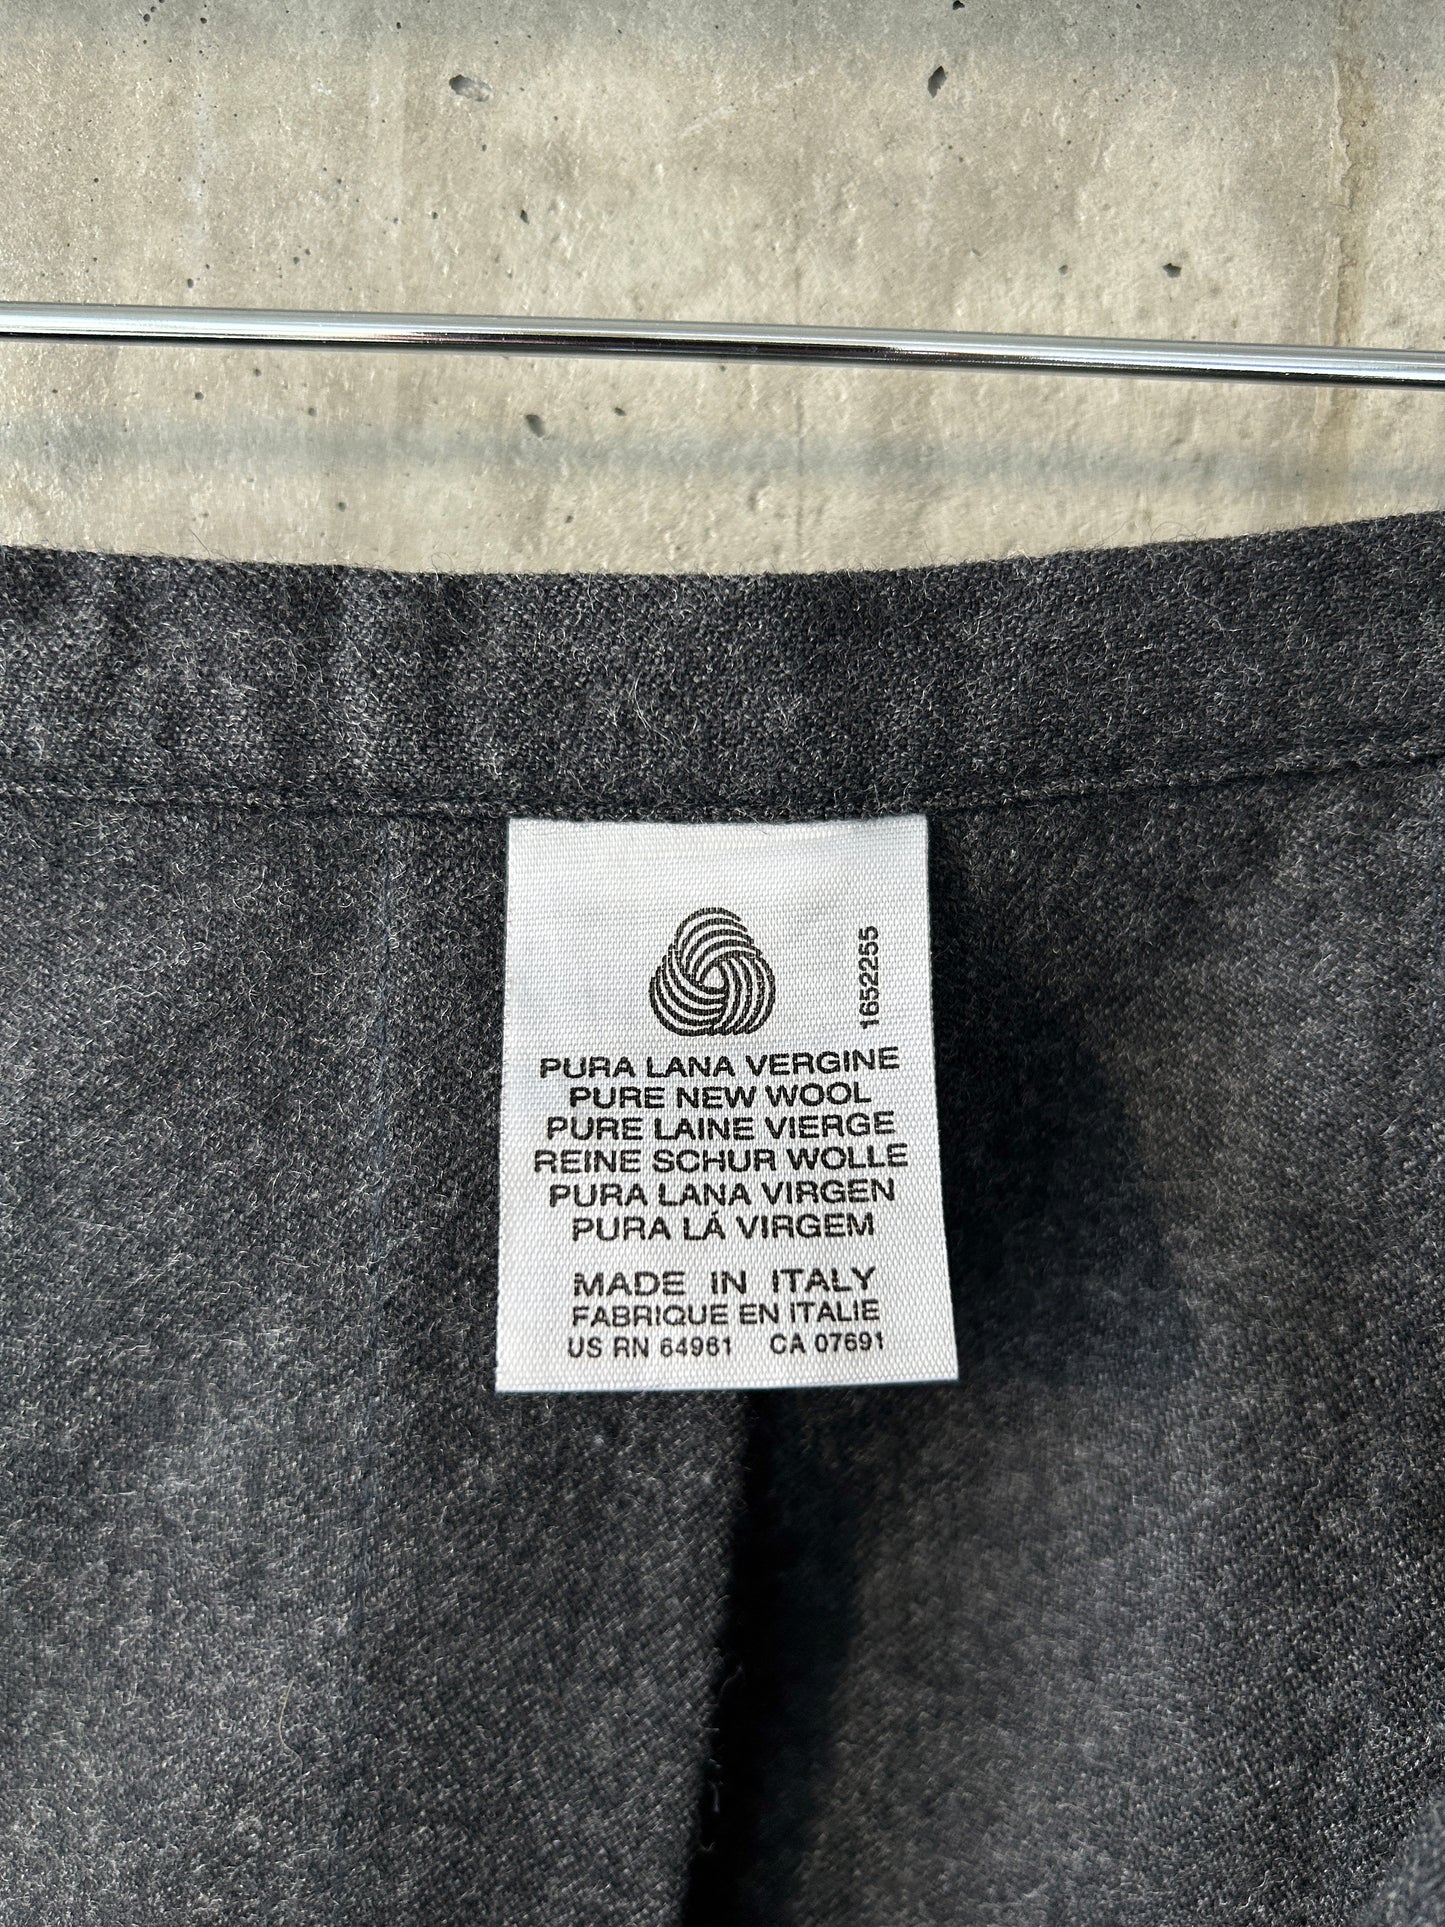 1652255
PURA LANA VERGINE
PURE NEW WOOL
PURE LAINE VIERGE
REINE SCHUR WOLLE
PURA LANA VIRGEN
PURA LÁ VIRGEM
MADE IN ITALY
FABRIQUE EN ITALIE
US RN 64961 CA 07691